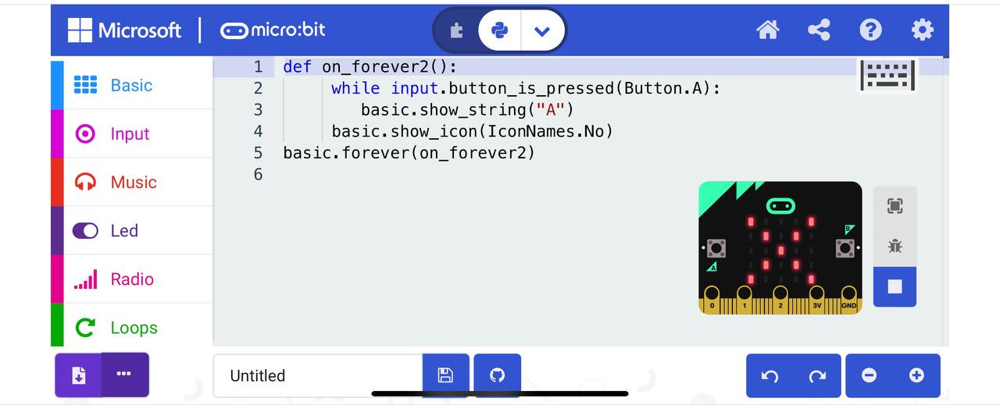 Microsoft | micro:bit
Basic
Input
Music
Led
Radio
Loops
1 def on_forever2():
2 while input.button_is_pressed(Button.A):
3 basic.show_string("A")
4 basic.show_icon(IconNames.No)
5 basic.forever(on_forever2)
6
B
A
0 1 2 3V GND
Untitled